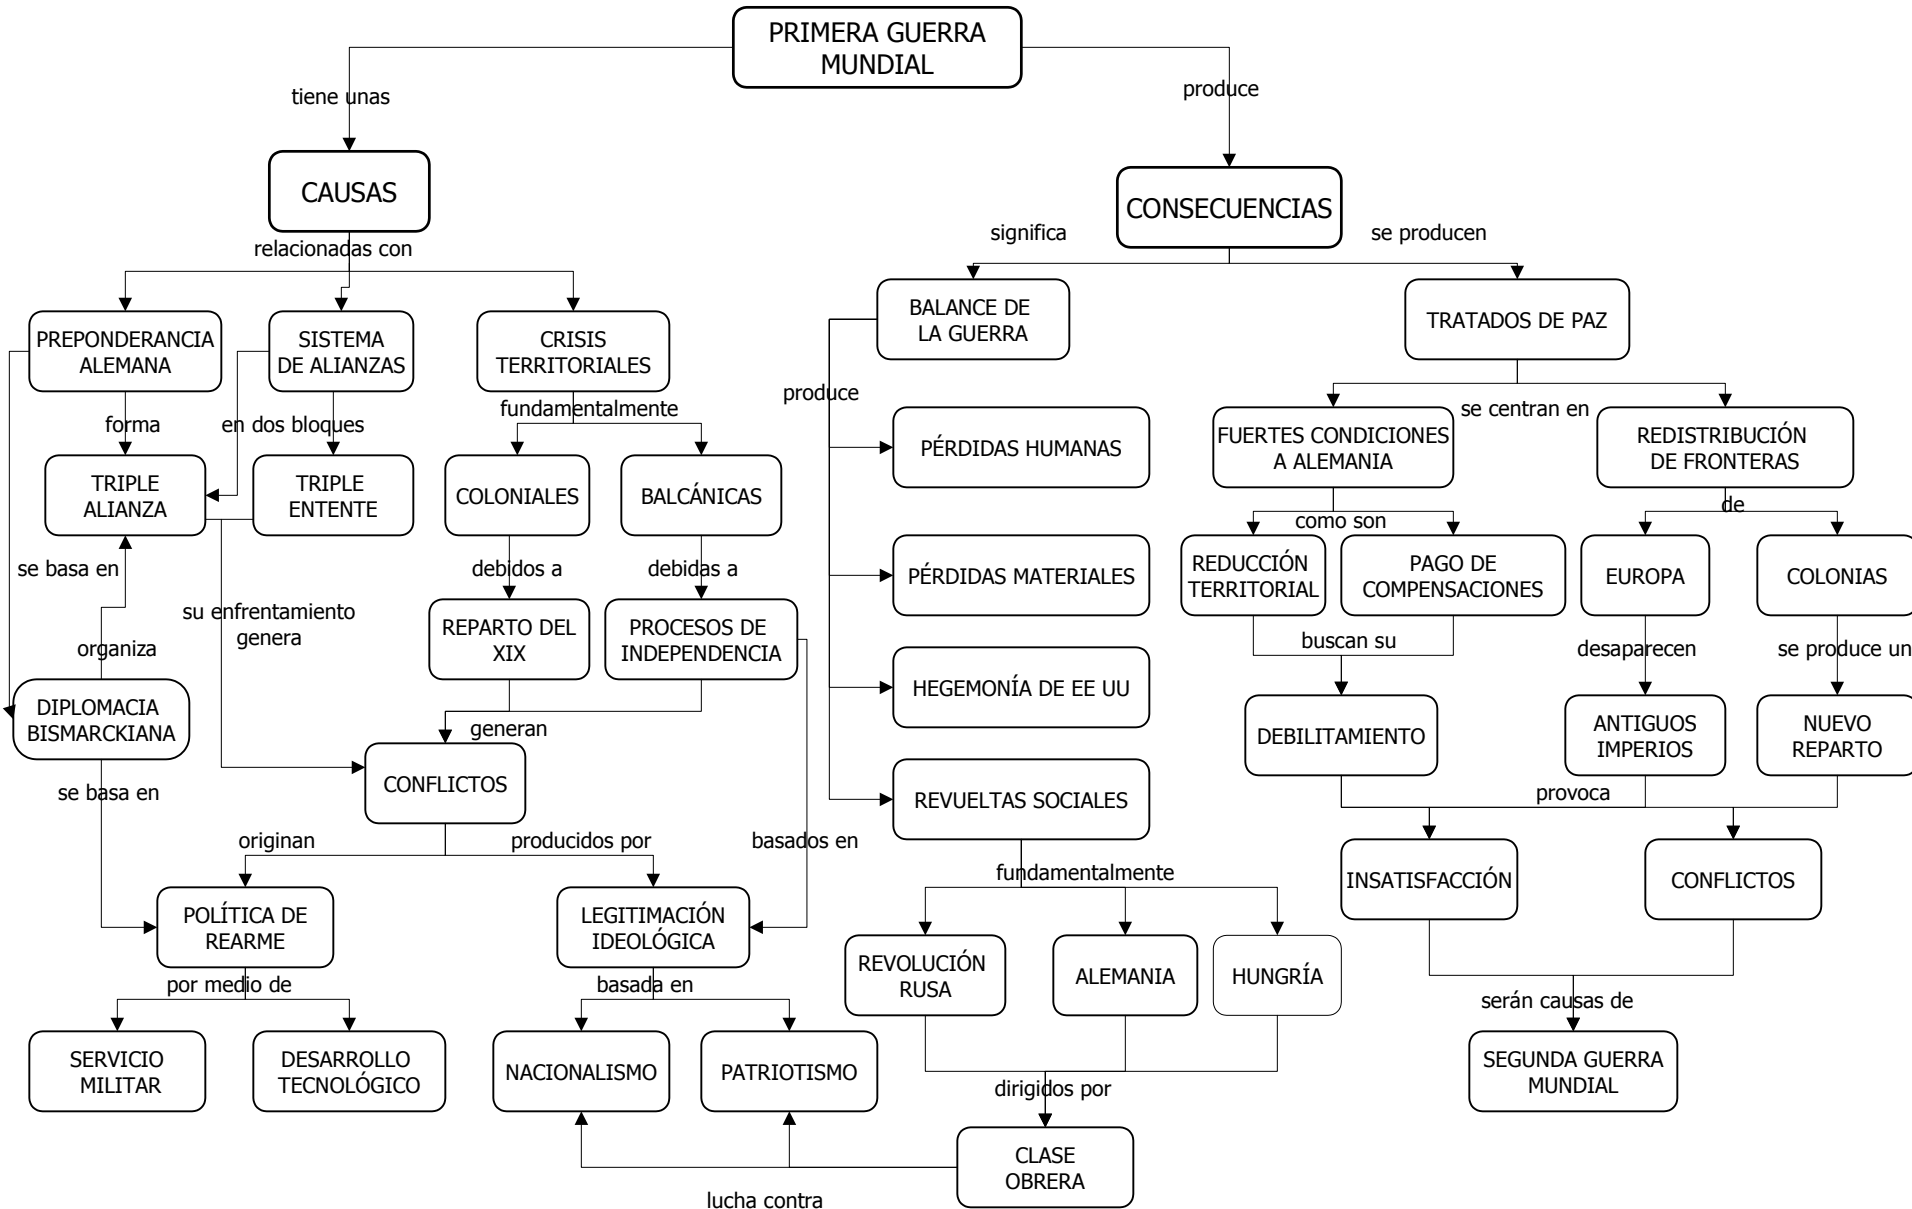 PRIMERA GUERRA
MUNDIAL
tiene unas
produce
CAUSAS
CONSECUENCIAS
relacionadas con
significa
se producen
PREPONDERANCIA
ALEMANA
SISTEMA
DE ALIANZAS
CRISIS
TERRITORIALES
BALANCE DE
LA GUERRA
TRATADOS DE PAZ
forma
en dos bloques
fundamentalmente
produce
se centran en
TRIPLE
ALIANZA
TRIPLE
ENTENTE
COLONIALES
BALCÁNICAS
PÉRDIDAS HUMANAS
FUERTES CONDICIONES
A ALEMANIA
REDISTRIBUCIÓN
DE FRONTERAS
como son
de
se basa en
su enfrentamiento
genera
debidos a
debidas a
PÉRDIDAS MATERIALES
REDUCCIÓN
TERRITORIAL
PAGO DE
COMPENSACIONES
EUROPA
COLONIAS
organiza
REPARTO DEL
XIX
PROCESOS DE
INDEPENDENCIA
buscan su
desaparecen
se produce un
DIPLOMACIA
BISMARCKIANA
generan
HEGEMONÍA DE EE UU
DEBILITAMIENTO
ANTIGUOS
IMPERIOS
NUEVO
REPARTO
se basa en
CONFLICTOS
REVUELTAS SOCIALES
provoca
originan
producidos por
basados en
fundamentalmente
INSATISFACCIÓN
CONFLICTOS
POLÍTICA DE
REARME
LEGITIMACIÓN
IDEOLÓGICA
REVOLUCIÓN
RUSA
ALEMANIA
HUNGRÍA
por medio de
basada en
serán causas de
SERVICIO
MILITAR
DESARROLLO
TECNOLÓGICO
NACIONALISMO
PATRIOTISMO
dirigidos por
SEGUNDA GUERRA
MUNDIAL
CLASE
OBRERA
lucha contra